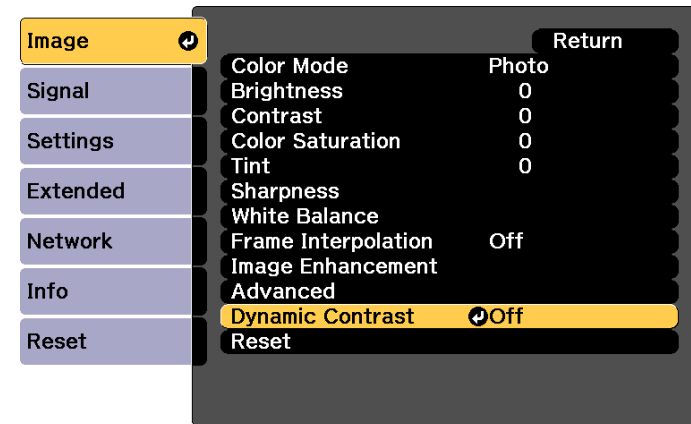 Image
Signal
Settings
Extended
Network
Info
Reset
Return
Color Mode Photo
Brightness 0
Contrast 0
Color Saturation 0
Tint 0
Sharpness
White Balance
Frame Interpolation Off
Image Enhancement
Advanced
Dynamic Contrast Off
Reset